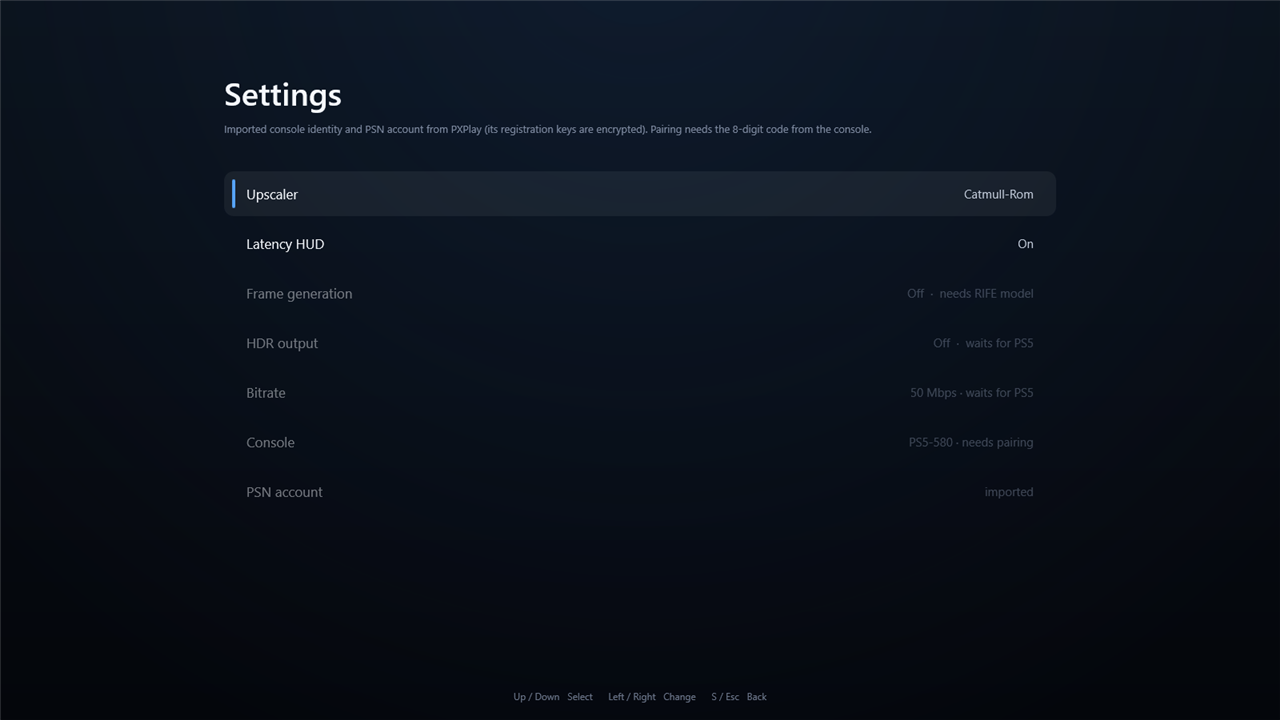 Settings
Imported console identity and PSN account from PXPlay (its registration keys are encrypted). Pairing needs the 8-digit code from the console.
Upscaler Catmull-Rom
Latency HUD On
Frame generation Off · needs RIFE model
HDR output Off · waits for PS5
Bitrate 50 Mbps · waits for PS5
Console PS5-580 · needs pairing
PSN account imported
Up / Down Select Left / Right Change S / Esc Back